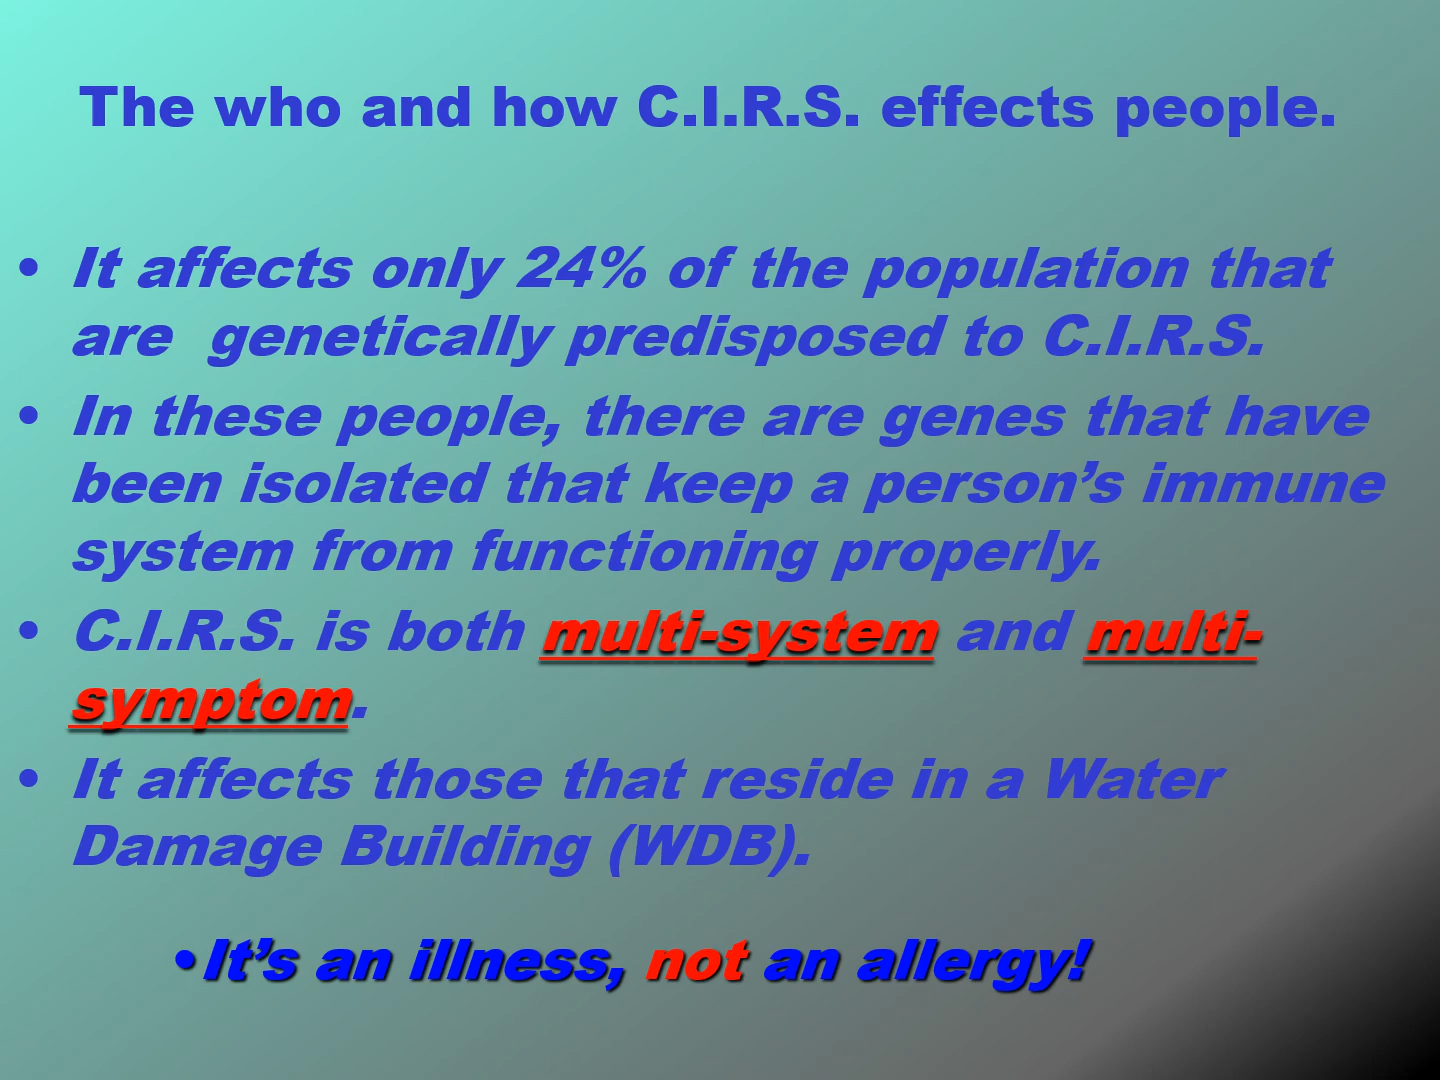 The who and how C.I.R.S. effects people.
• It affects only 24% of the population that
are  genetically predisposed to C.I.R.S.
• In these people, there are genes that have
been isolated that keep a person’s immune
system from functioning properly.
• C.I.R.S. is both multi-system and multi-
symptom.
• It affects those that reside in a Water
Damage Building (WDB).
•It’s an illness, not an allergy!